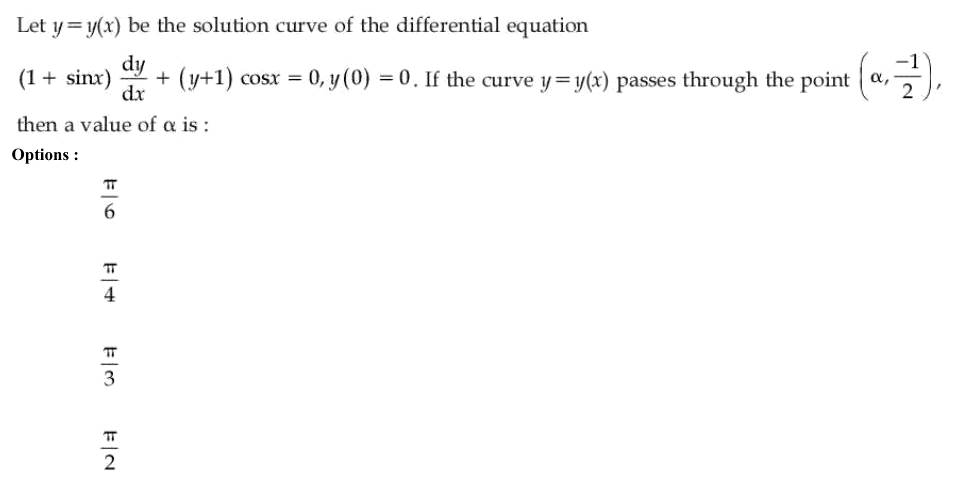 Let y=y(x) be the solution curve of the differential equation
(1 + sinx) dy/dx + (y+1) cosx = 0, y(0) = 0. If the curve y=y(x) passes through the point (α, -1/2),
then a value of α is :
Options :
π/6
π/4
π/3
π/2